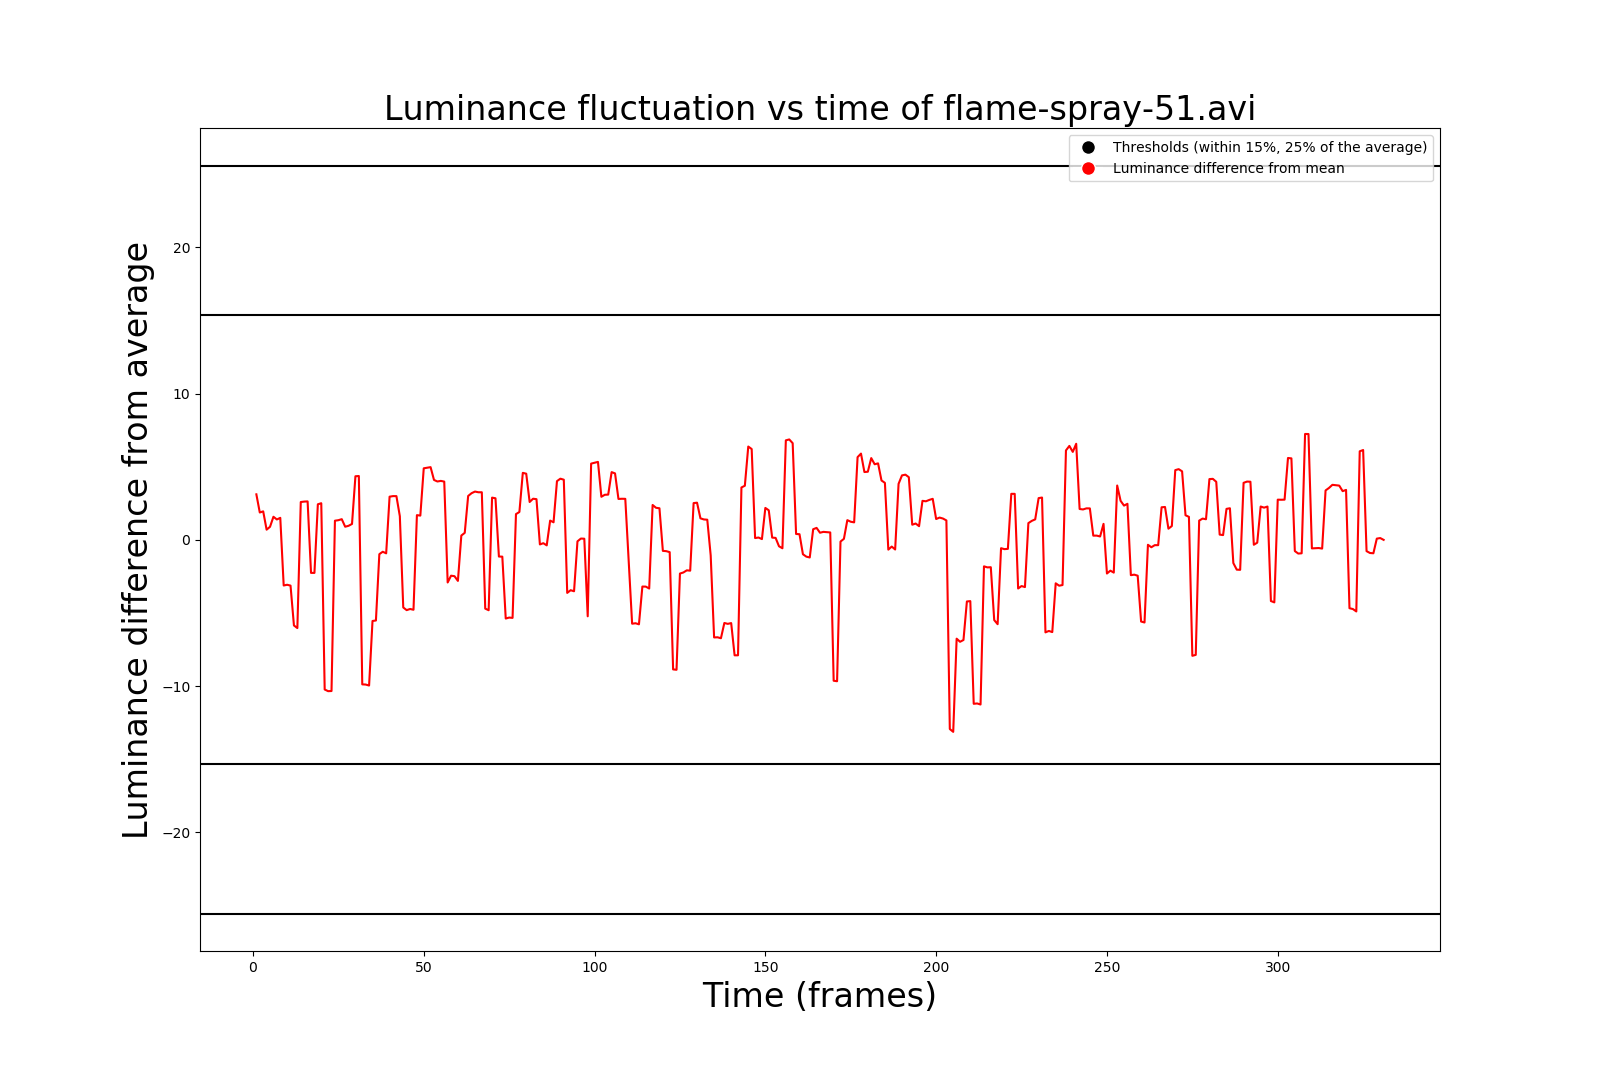 Luminance fluctuation vs time of flame-spray-51.avi
Thresholds (within 15%, 25% of the average)
Luminance difference from mean
Luminance difference from average
20
10
0
−10
−20
0 50 100 150 200 250 300
Time (frames)